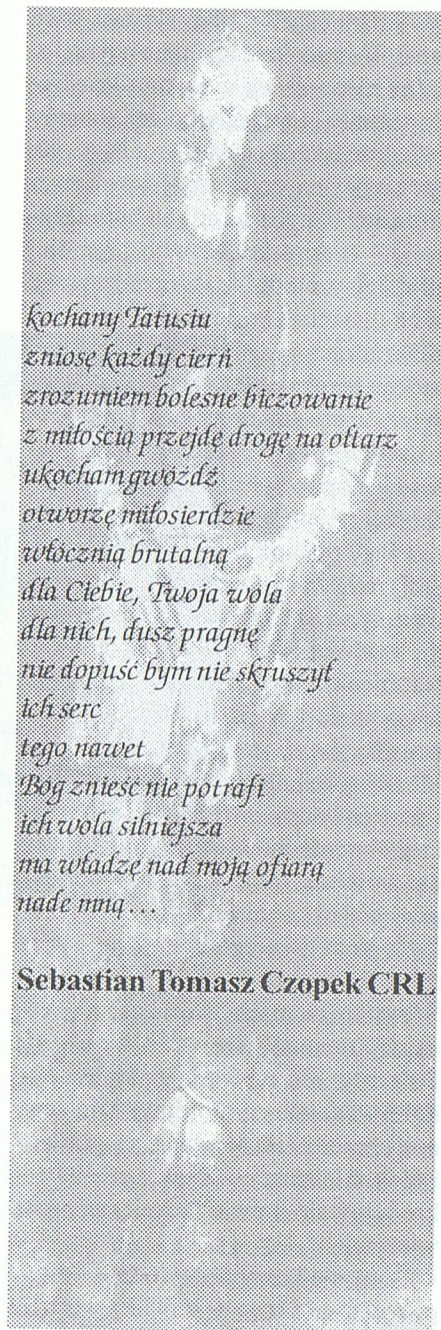 kochany Tatusiu
zniosę każdy cierń
zrozumiem bolesne biczowanie
z miłością przejdę drogę na ołtarz
ukocham gwóźdź
otworzę miłosierdzie
włócznią brutalną
dla Ciebie, Twoja wola
dla nich, dusz pragnę
nie dopuść bym nie skruszył
ich serc
tego nawet
Bóg znieść nie potrafi
ich wola silniejsza
ma władzę nad moją ofiarą
nade mną...
Sebastian Tomasz Czopek CRL